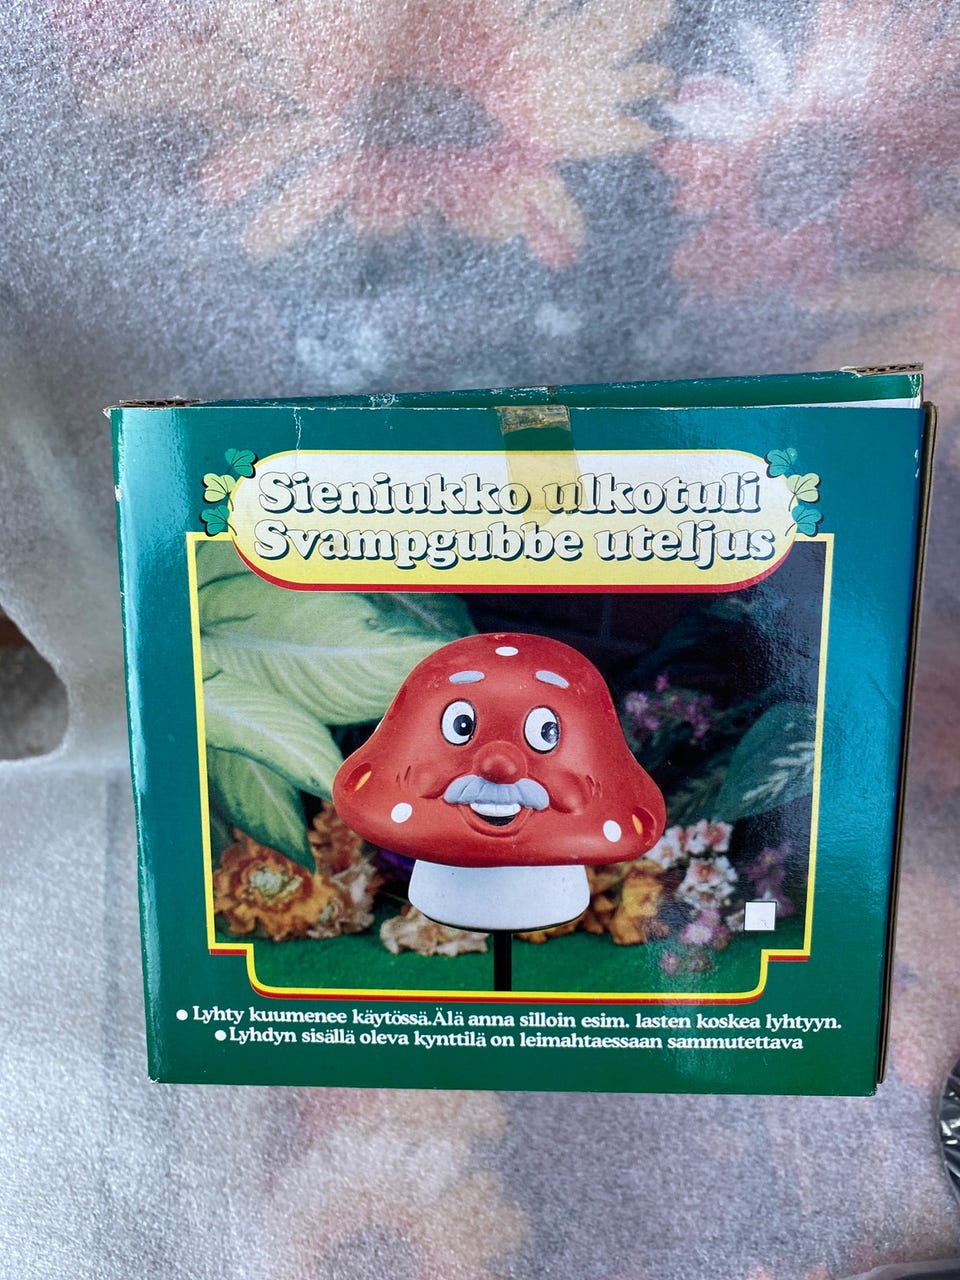 Sieniukko ulkotuli
Svampgubbe uteljus
● Lyhty kuumenee käytössä.Älä anna silloin esim. lasten koskea lyhtyyn.
● Lyhdyn sisällä oleva kynttilä on leimahtaessaan sammutettava